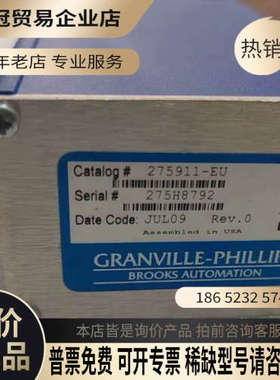 冠贸易企业店
年老店 专业服务
热销
Catalog # 275911-EU
Serial # 275H8792
Date Code: JUL09 Rev.0
Assembled in USA
GRANVILLE-PHILLI
BROOKS AUTOMATION
价
品
186 5232 574
本店皆是询价产品 拍前咨询客服
票免费 可开专票 稀缺型号请咨